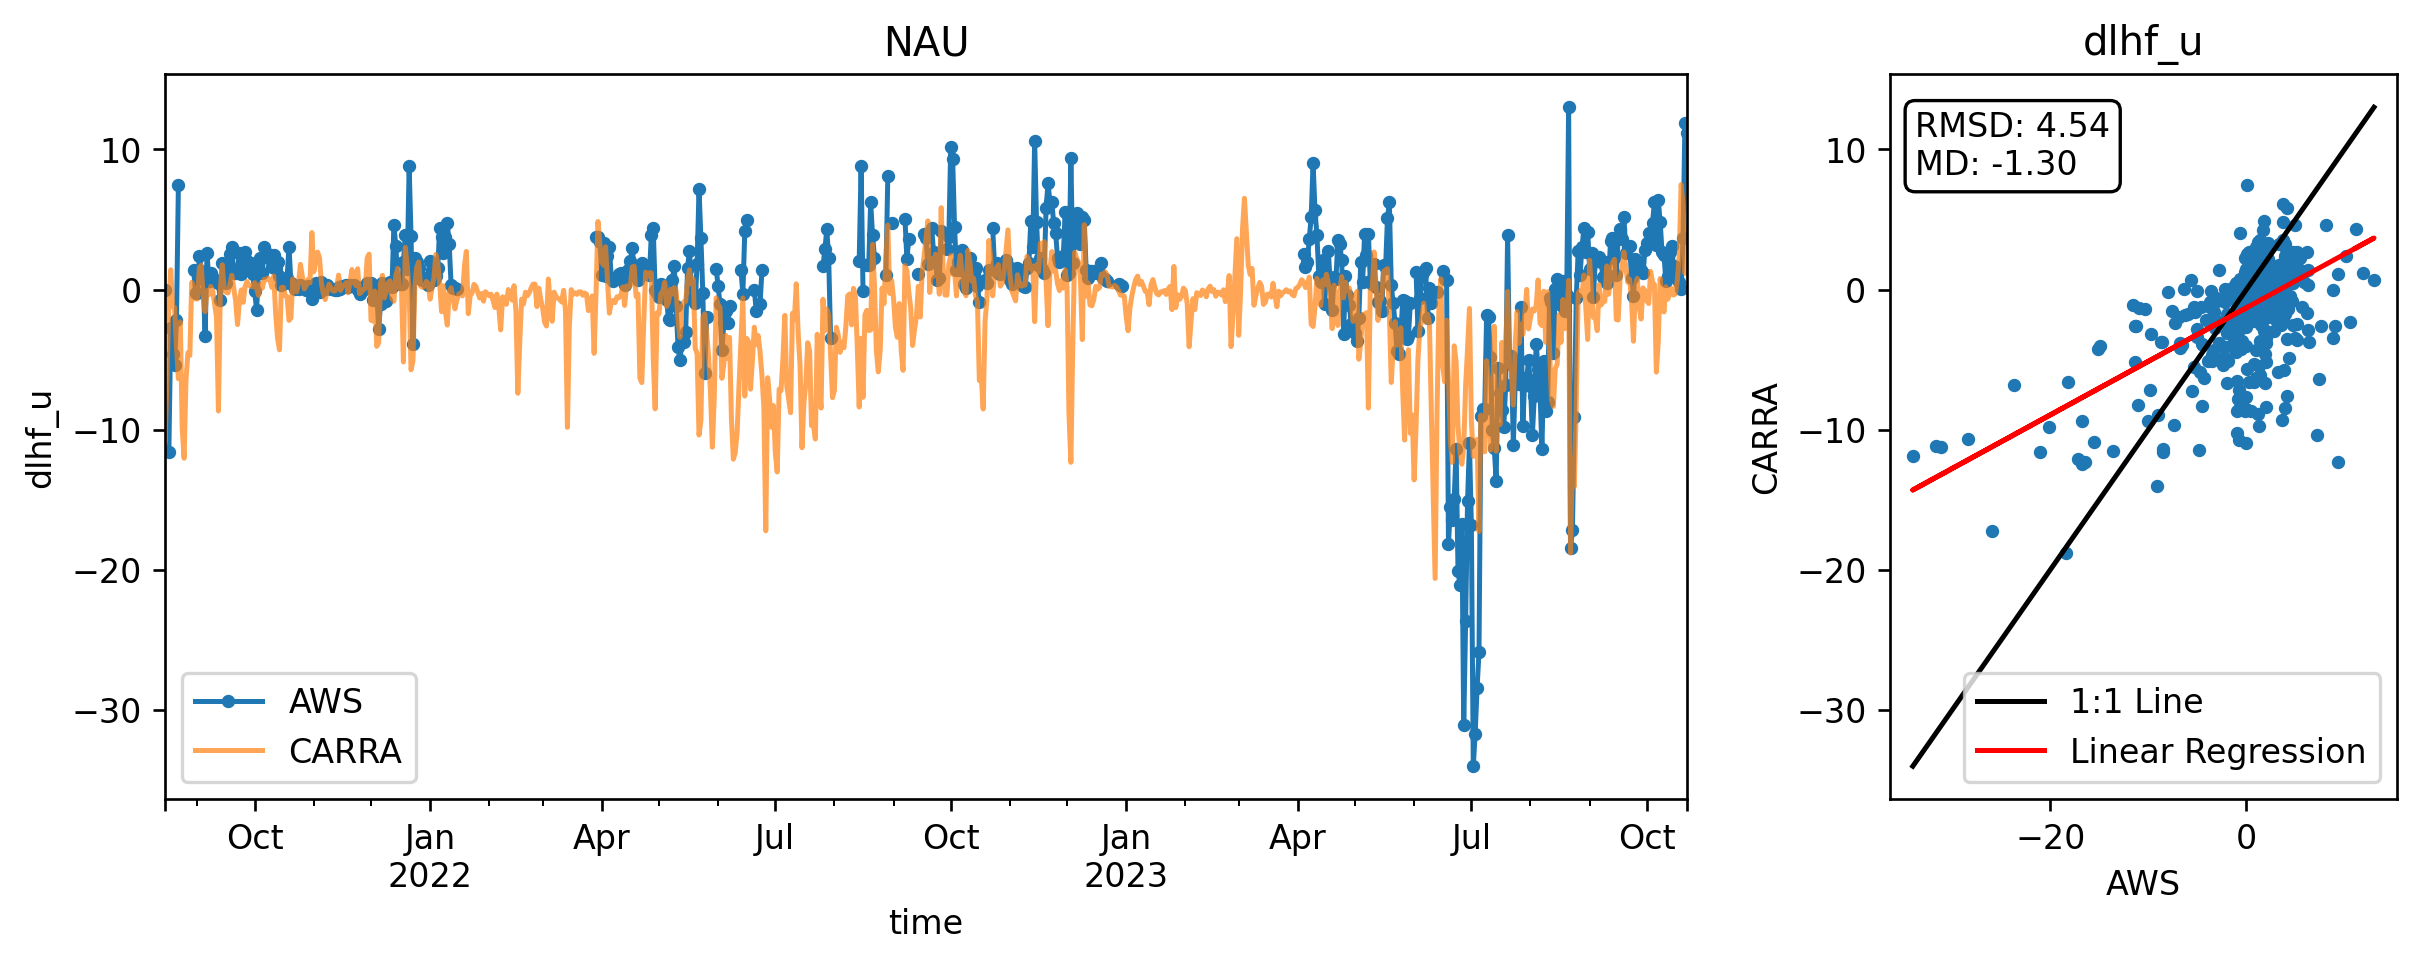 NAU
dlhf_u
10
0
−10
−20
−30
AWS
CARRA
Oct
Jan
2022
Apr
Jul
Oct
Jan
2023
Apr
Jul
Oct
time
dlhf_u
CARRA
10
0
−10
−20
−30
RMSD: 4.54
MD: -1.30
1:1 Line
Linear Regression
−20
0
AWS